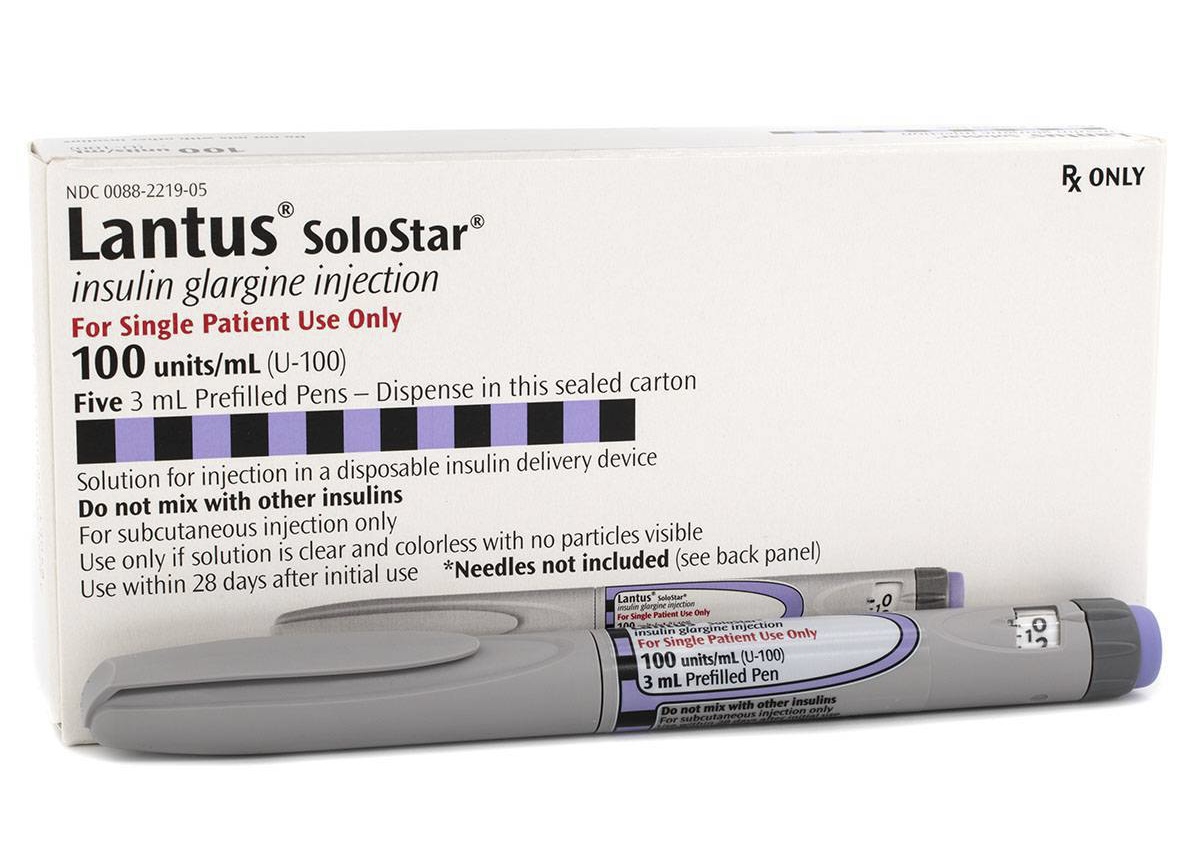 NDC 0088-2219-05
Rx ONLY
Lantus® SoloStar®
insulin glargine injection
For Single Patient Use Only
100 units/mL (U-100)
Five 3 mL Prefilled Pens – Dispense in this sealed carton
Solution for injection in a disposable insulin delivery device
Do not mix with other insulins
For subcutaneous injection only
Use only if solution is clear and colorless with no particles visible
Use within 28 days after initial use *Needles not included (see back panel)
Lantus® SoloStar®
insulin glargine injection
For Single Patient Use Only
100
0
insulin glargine injection
For Single Patient Use Only
100 units/mL (U-100)
3 mL Prefilled Pen
Do not mix with other insulins
For subcutaneous injection only
0